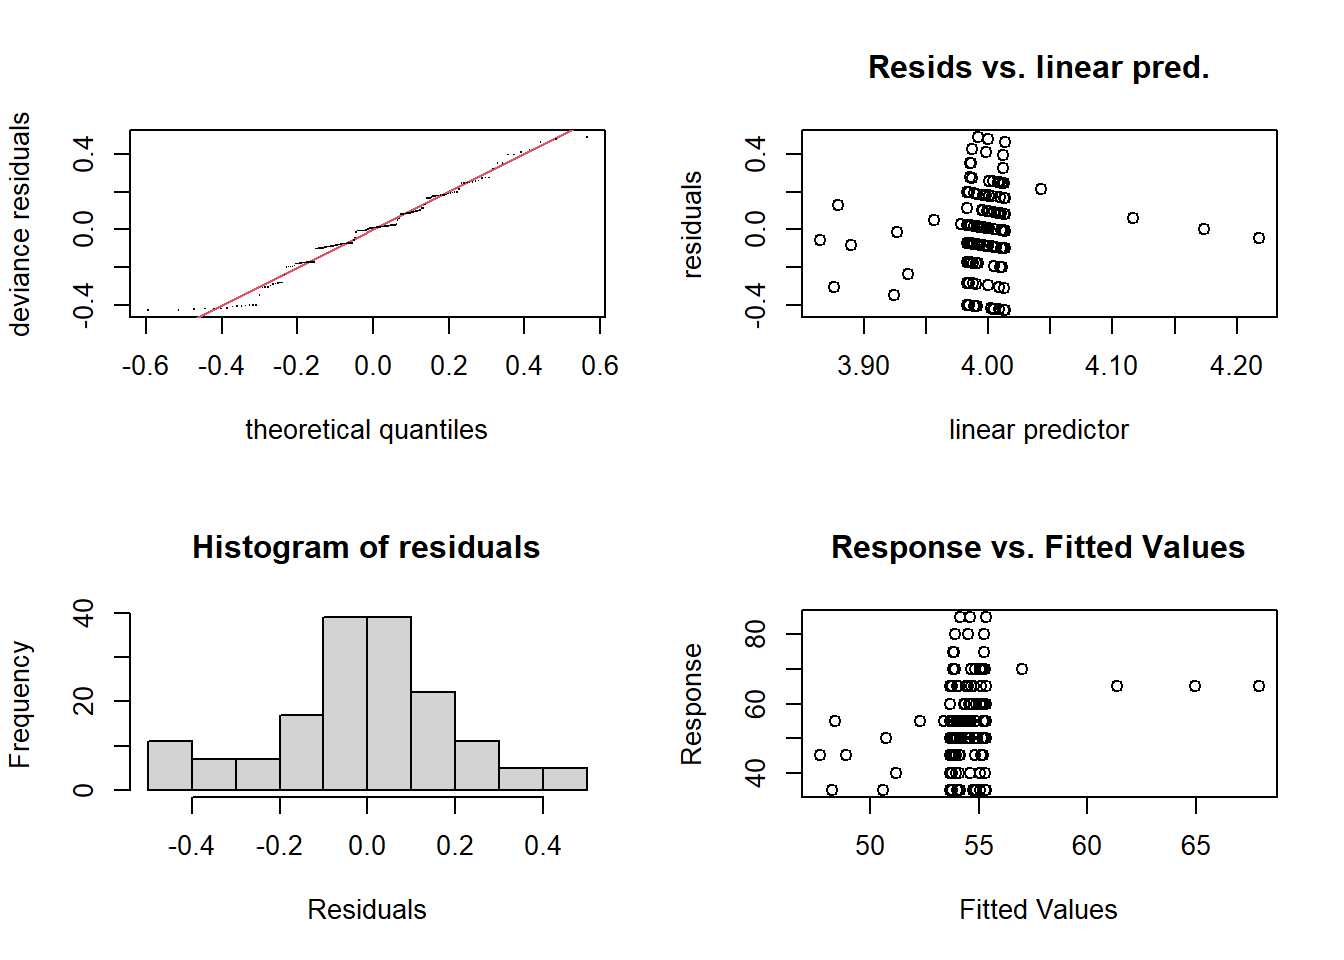 deviance residuals
-0.4 0.0 0.4
-0.6 -0.4 -0.2 0.0 0.2 0.4 0.6
theoretical quantiles
Resids vs. linear pred.
residuals
-0.4 0.0 0.4
3.90 4.00 4.10 4.20
linear predictor
Histogram of residuals
Frequency
0 20 40
-0.4 -0.2 0.0 0.2 0.4
Residuals
Response vs. Fitted Values
Response
40 60 80
50 55 60 65
Fitted Values